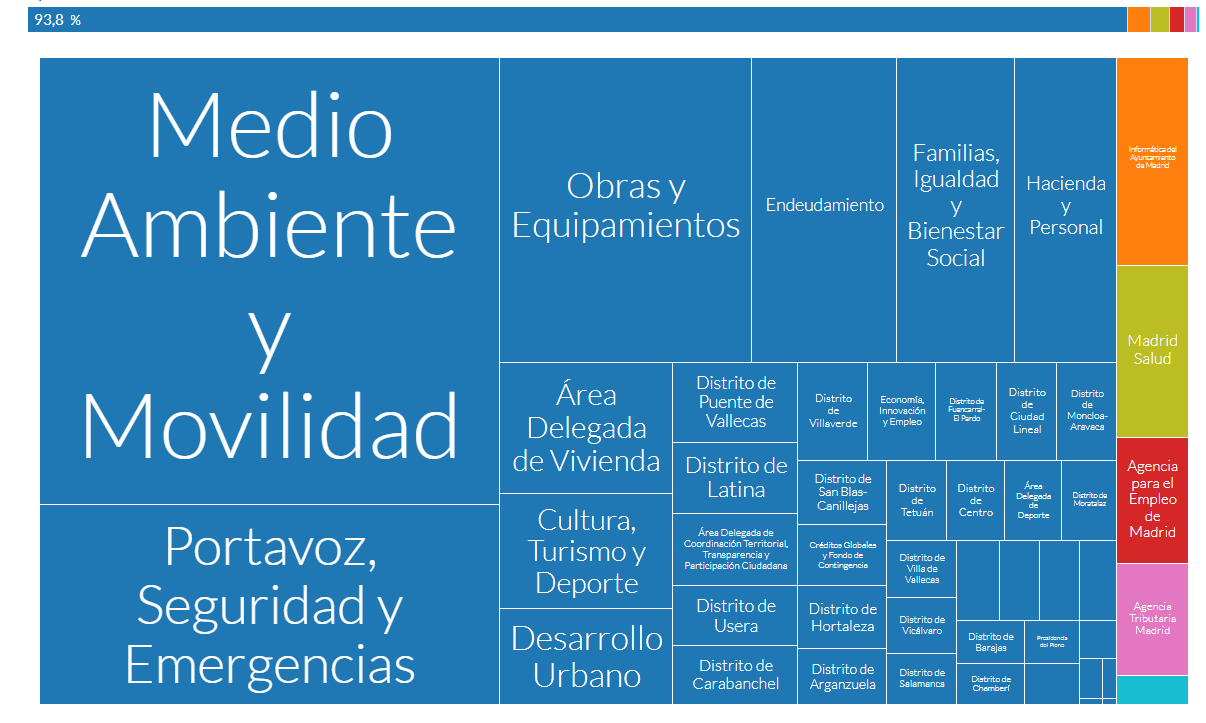 93,8 %
Medio
Ambiente
y
Movilidad
Portavoz,
Seguridad y
Emergencias
Obras y
Equipamientos
Endeudamiento
Familias,
Igualdad
y
Bienestar
Social
Hacienda
y
Personal
Área
Delegada
de Vivienda
Cultura,
Turismo y
Deporte
Desarrollo
Urbano
Distrito de
Puente de
Vallecas
Distrito de
Latina
Área Delegada de
Coordinación Territorial,
Transparencia y
Participación Ciudadana
Distrito de
Usera
Distrito de
Carabanchel
Distrito
de
Villaverde
Economía,
Innovación
y Empleo
Distrito de
Fuencarral-
El Pardo
Distrito
de
Ciudad
Lineal
Distrito
de
Moncloa-
Aravaca
Distrito de
San Blas-
Canillejas
Créditos Globales
y Fondo de
Contingencia
Distrito de
Hortaleza
Distrito de
Arganzuela
Distrito
de
Tetuán
Distrito
de
Centro
Área
Delegada
de
Deporte
Distrito de
Moratalaz
Distrito de
Villa de
Vallecas
Distrito de
Vicálvaro
Distrito de
Salamanca
Distrito de
Barajas
Presidencia
del Pleno
Distrito de
Chamberí
Informática del
Ayuntamiento
de Madrid
Madrid
Salud
Agencia
para el
Empleo
de
Madrid
Agencia
Tributaria
Madrid